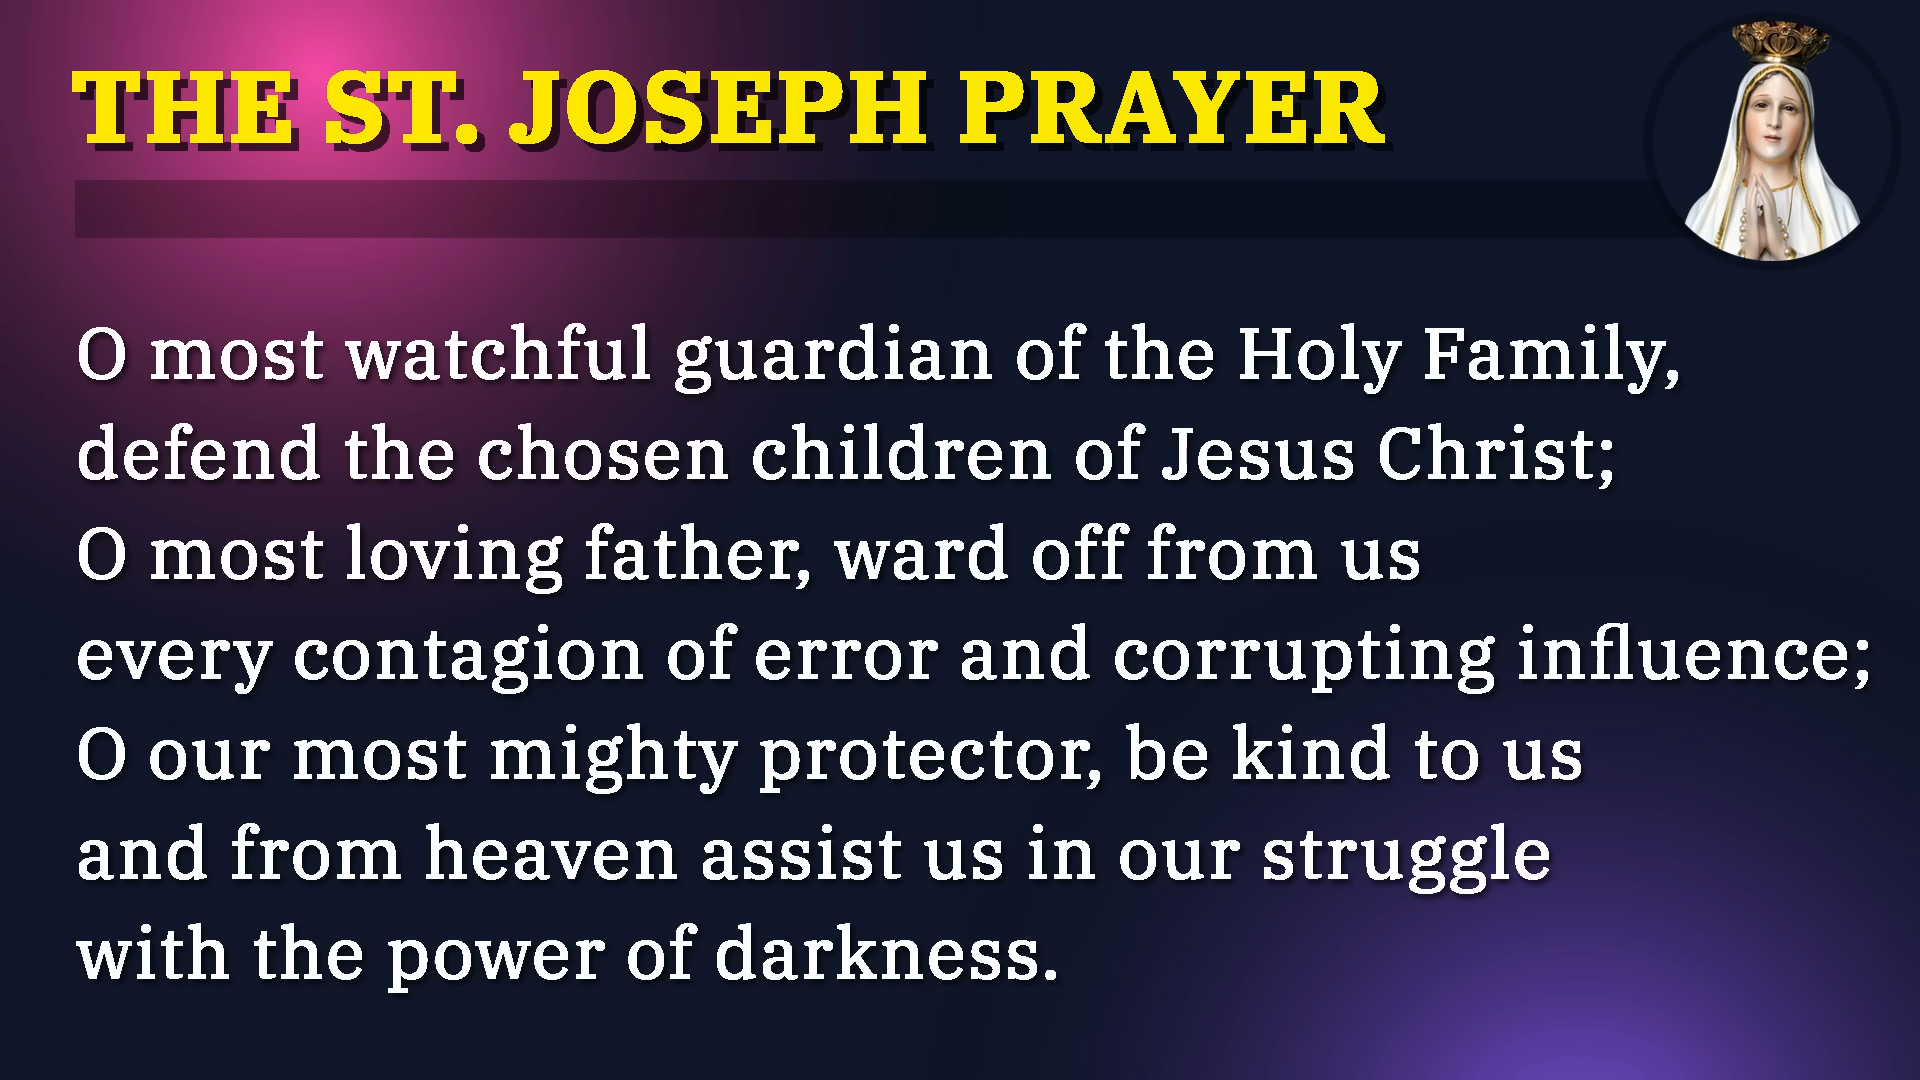 THE ST. JOSEPH PRAYER
O most watchful guardian of the Holy Family,
defend the chosen children of Jesus Christ;
O most loving father, ward off from us
every contagion of error and corrupting influence;
O our most mighty protector, be kind to us
and from heaven assist us in our struggle
with the power of darkness.